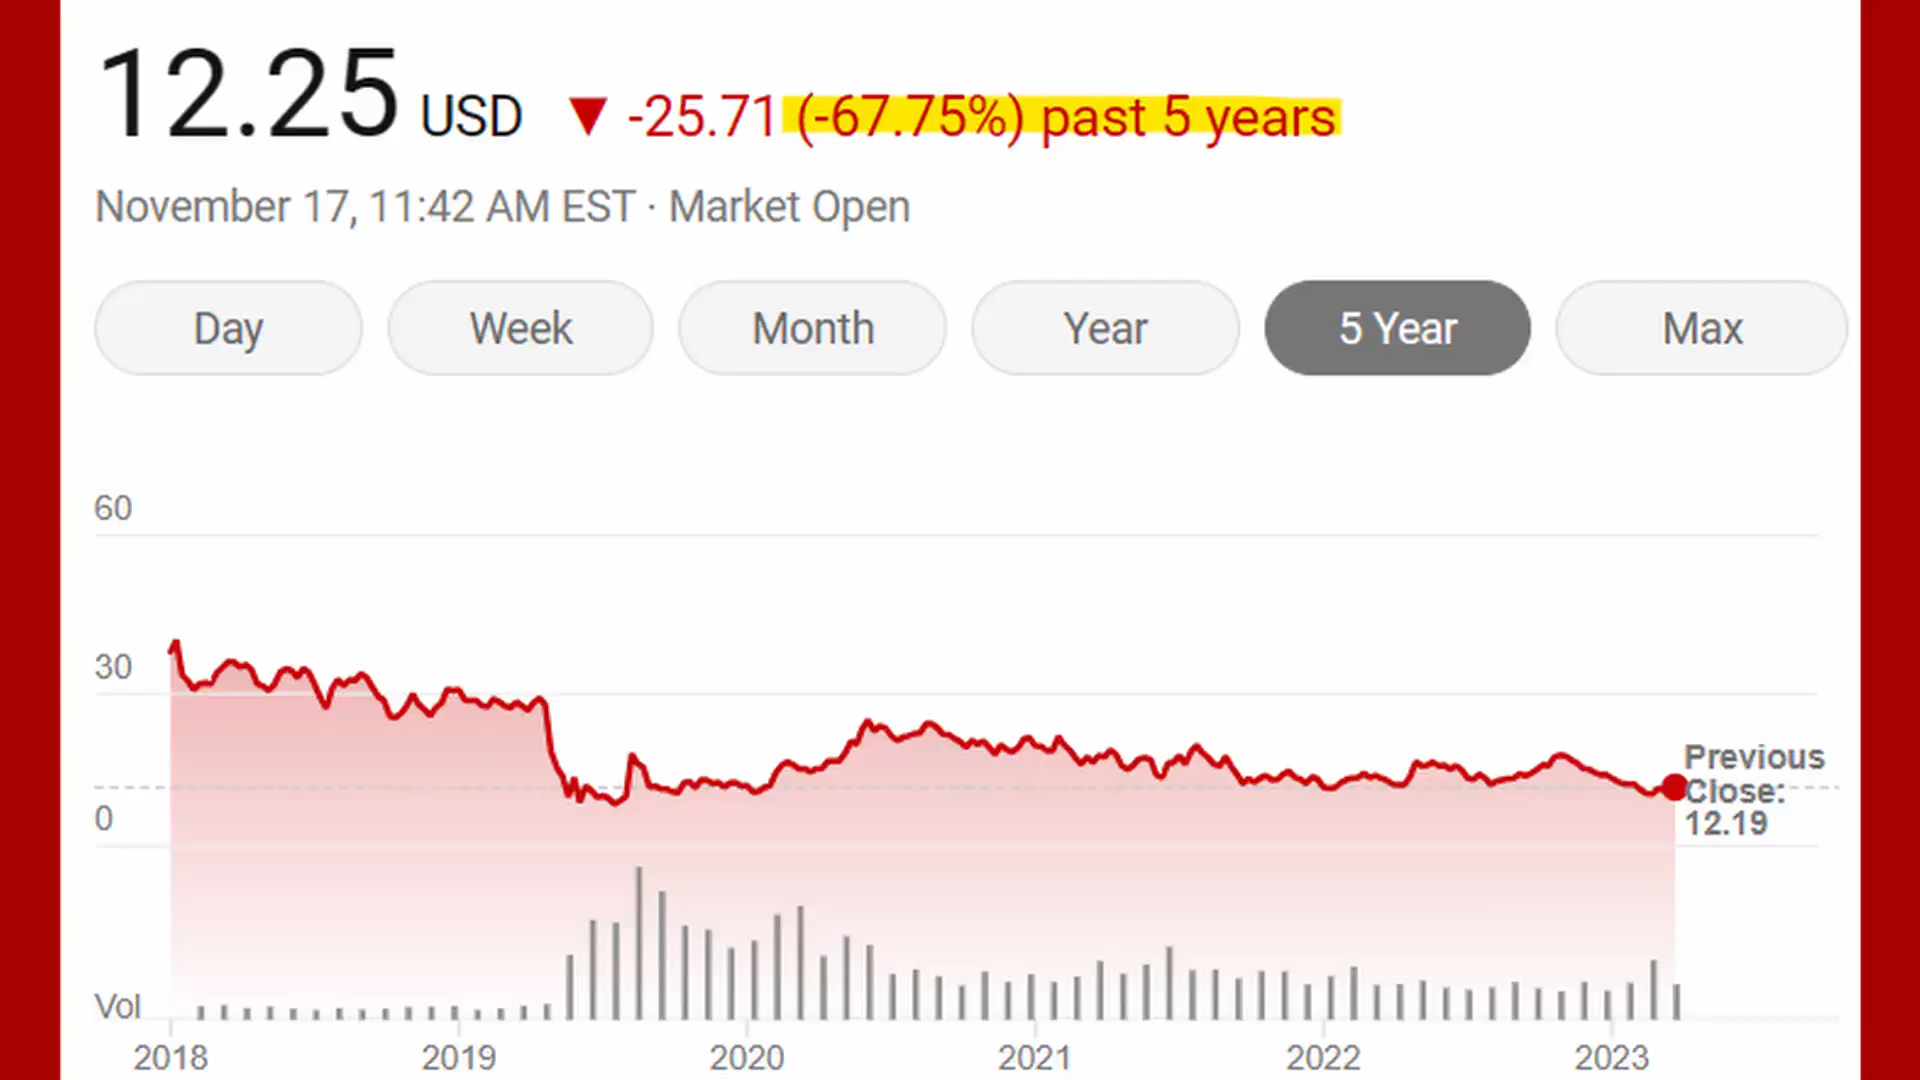 12.25 USD ▼ -25.71 (-67.75%) past 5 years
November 17, 11:42 AM EST · Market Open
Day Week Month Year 5 Year Max
60
30
Previous
Close:
0
12.19
Vol
2018 2019 2020 2021 2022 2023